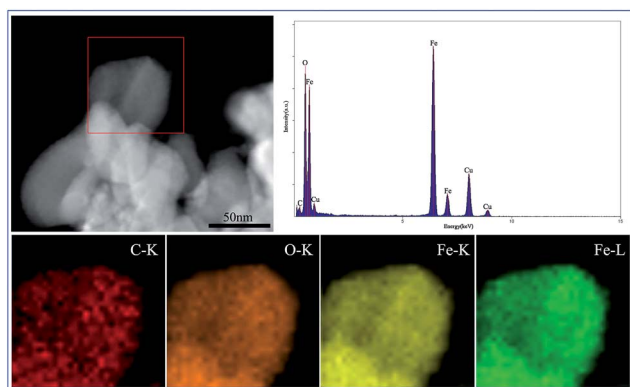 50nm
Intensity(a.u.)
O
Fe
C
Cu
Fe
Fe
Cu
Cu
5
10
15
Energy(keV)
C-K
O-K
Fe-K
Fe-L